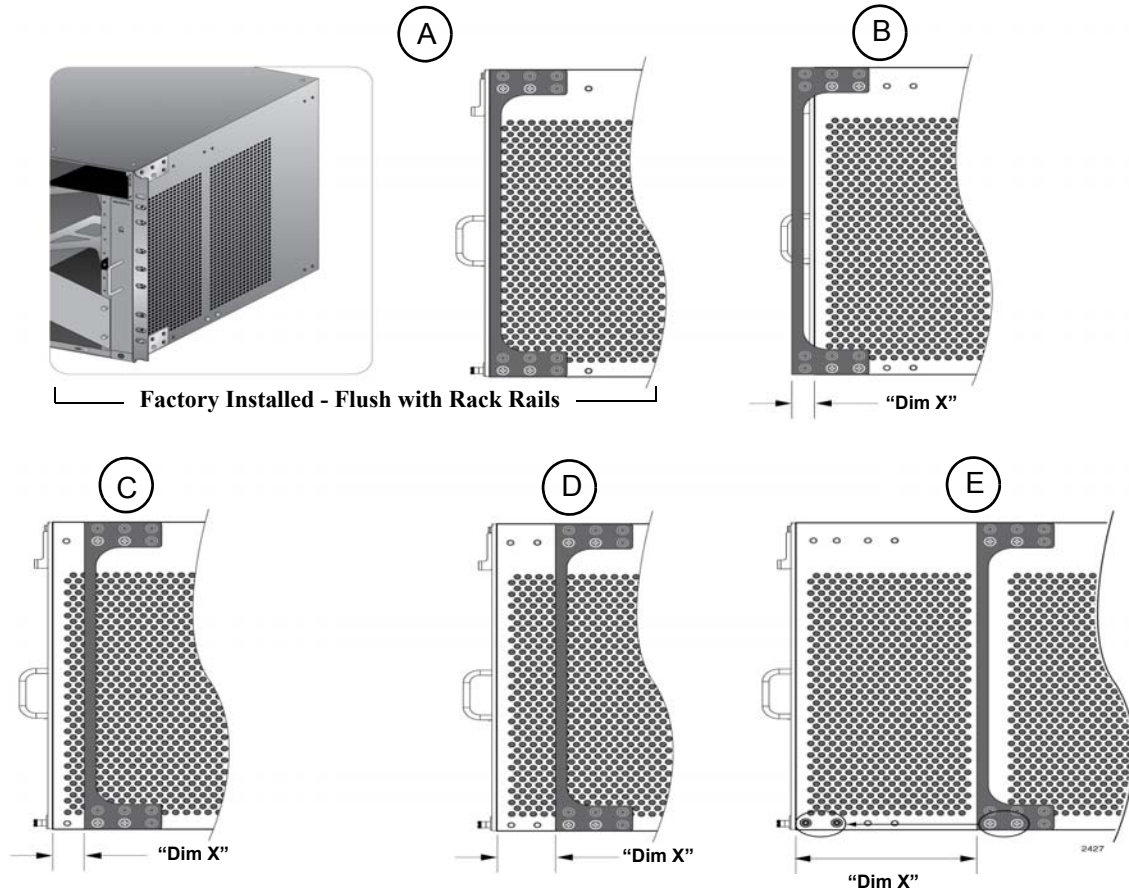 A
B
Factory Installed - Flush with Rack Rails
“Dim X”
C
D
E
“Dim X”
“Dim X”
2427
“Dim X”